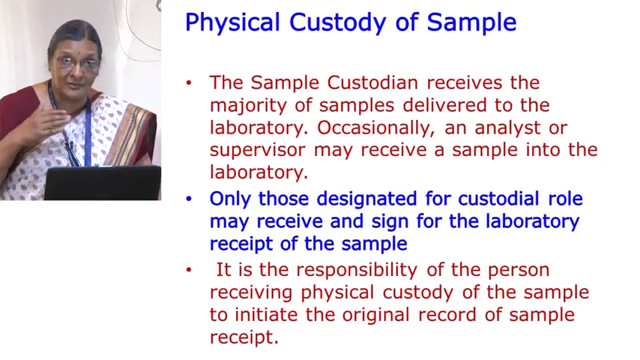 Physical Custody of Sample
• The Sample Custodian receives the
majority of samples delivered to the
laboratory. Occasionally, an analyst or
supervisor may receive a sample into the
laboratory.
• Only those designated for custodial role
may receive and sign for the laboratory
receipt of the sample
• It is the responsibility of the person
receiving physical custody of the sample
to initiate the original record of sample
receipt.